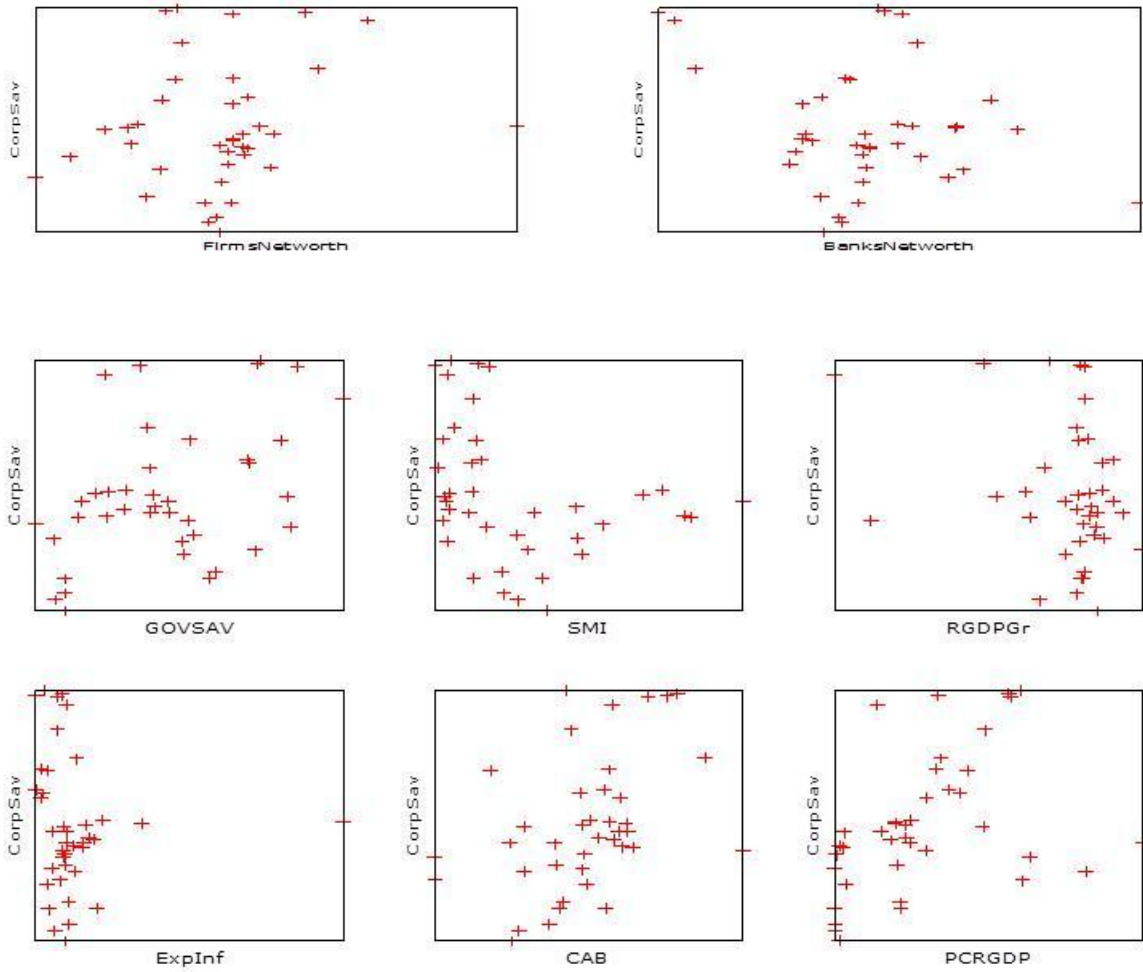 CorpSav
FirmsNetworth
CorpSav
BanksNetworth
CorpSav
GOVSAV
CorpSav
SMI
CorpSav
RGDPGr
CorpSav
ExpInf
CorpSav
CAB
CorpSav
PCRGDP